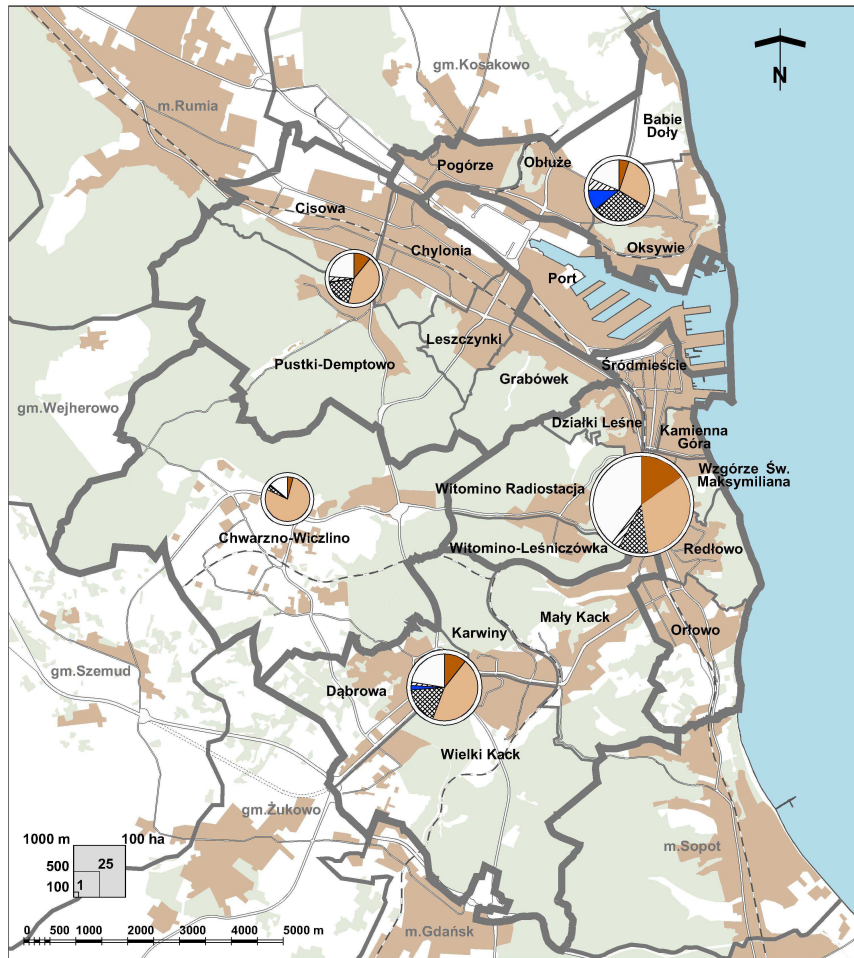 gm.Kosakowo
N
m.Rumia
Babie
Doły
Pogórze
Obłuże
Cisowa
Chylonia
Oksywie
Port
Leszczynki
Pustki-Demptowo
Śródmieście
Grabówek
gm.Wejherowo
Działki Leśne
Kamienna
Góra
Witomino Radiostacja
Wzgórze Św.
Maksymiliana
Chwarzno-Wiczlino
Witomino-Leśniczówka
Redłowo
Mały Kack
Karwiny
Orłowo
gm.Szemud
Dąbrowa
Wielki Kack
gm.Żukowo
1000 m
100 ha
500
25
100
1
m.Sopot
0 500 1000 2000 3000 4000 5000 m
m.Gdańsk